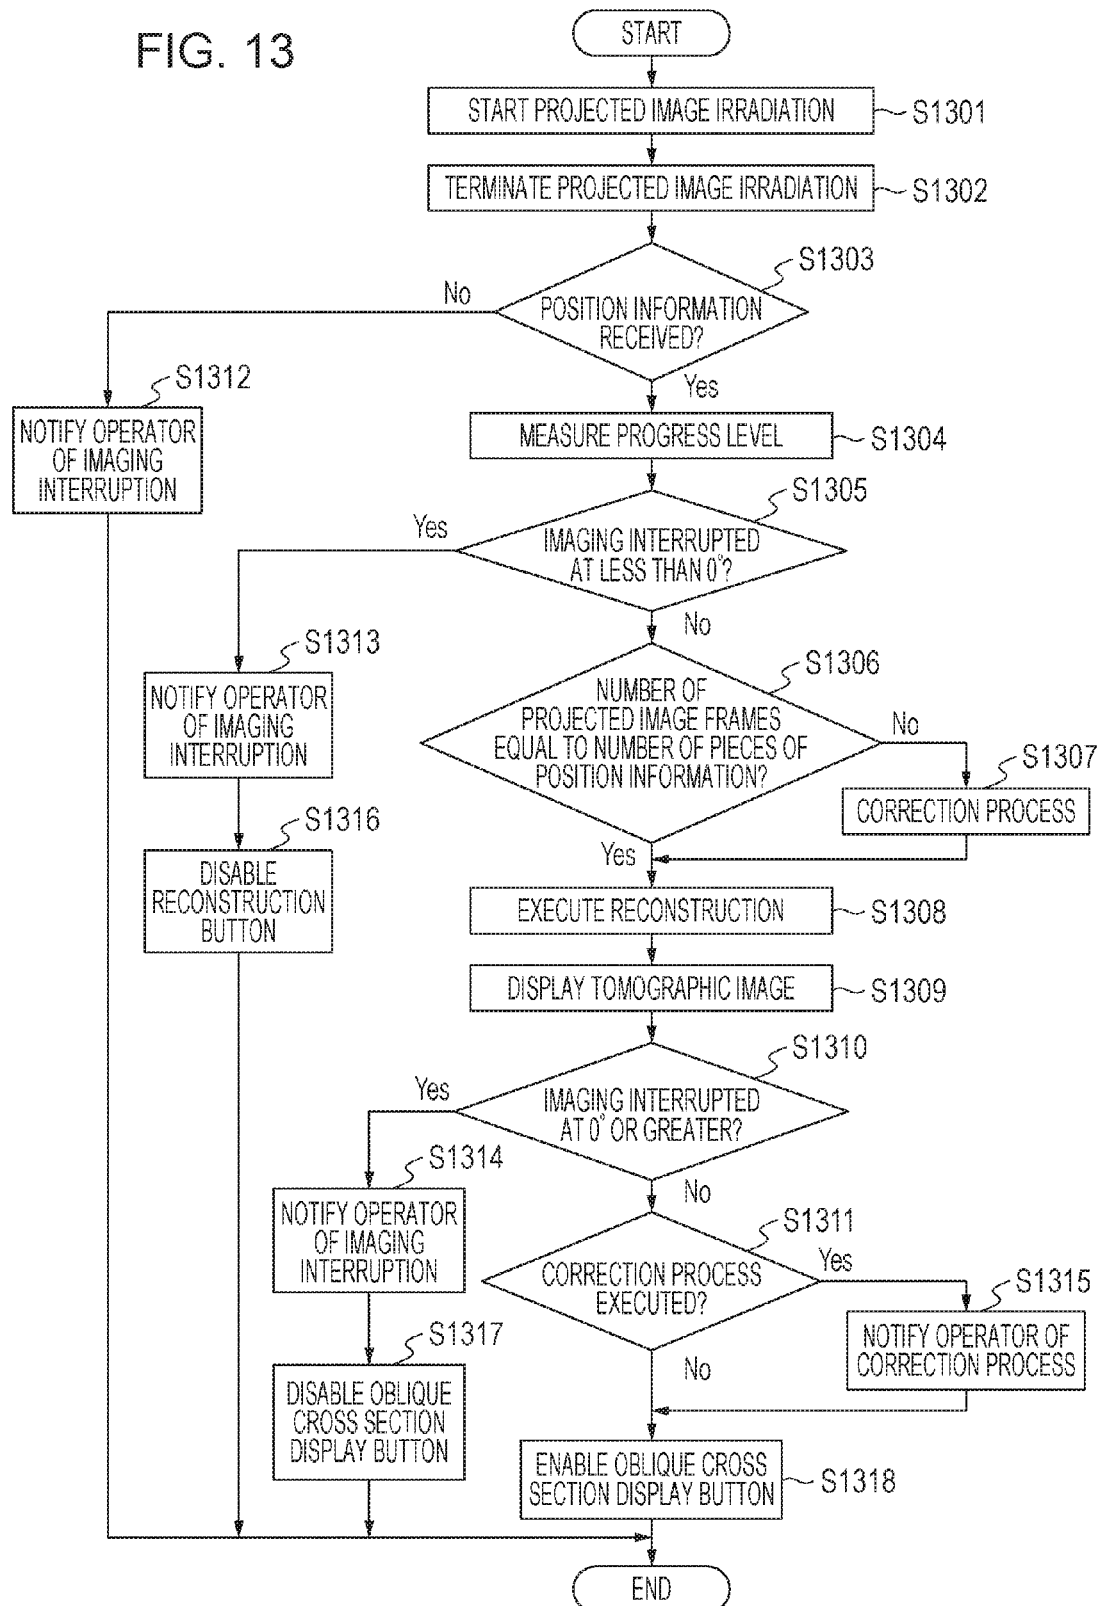 FIG. 13
START
START PROJECTED IMAGE IRRADIATION
S1301
TERMINATE PROJECTED IMAGE IRRADIATION
S1302
S1303
No
POSITION INFORMATION
RECEIVED?
Yes
S1312
NOTIFY OPERATOR
OF IMAGING
INTERRUPTION
MEASURE PROGRESS LEVEL
S1304
S1305
Yes
IMAGING INTERRUPTED
AT LESS THAN 0°?
No
S1313
NOTIFY OPERATOR
OF IMAGING
INTERRUPTION
S1306
NUMBER OF
PROJECTED IMAGE FRAMES
EQUAL TO NUMBER OF PIECES OF
POSITION INFORMATION?
No
S1307
CORRECTION PROCESS
Yes
S1316
DISABLE
RECONSTRUCTION
BUTTON
EXECUTE RECONSTRUCTION
S1308
DISPLAY TOMOGRAPHIC IMAGE
S1309
S1310
Yes
IMAGING INTERRUPTED
AT 0° OR GREATER?
No
S1314
NOTIFY OPERATOR
OF IMAGING
INTERRUPTION
S1311
CORRECTION PROCESS
EXECUTED?
Yes
S1315
NOTIFY OPERATOR OF
CORRECTION PROCESS
No
S1317
DISABLE OBLIQUE
CROSS SECTION
DISPLAY BUTTON
ENABLE OBLIQUE CROSS
SECTION DISPLAY BUTTON
S1318
END